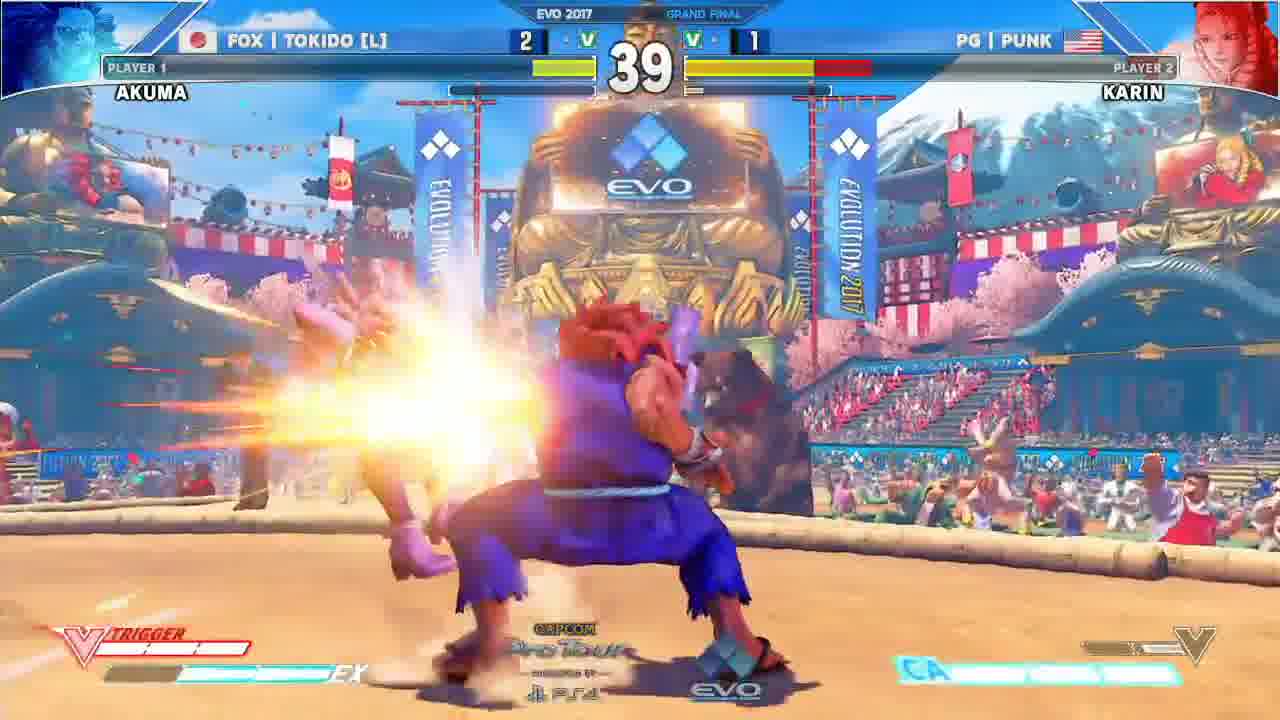 EVO 2017 GRAND FINAL
FOX | TOKIDO [L] 2 V 39 V 1 PG | PUNK
PLAYER 1 PLAYER 2
AKUMA KARIN
EVO
EVOLUTION 2017
V TRIGGER V
EX CA
CAPCOM
PRO TOUR
PS4
EVO